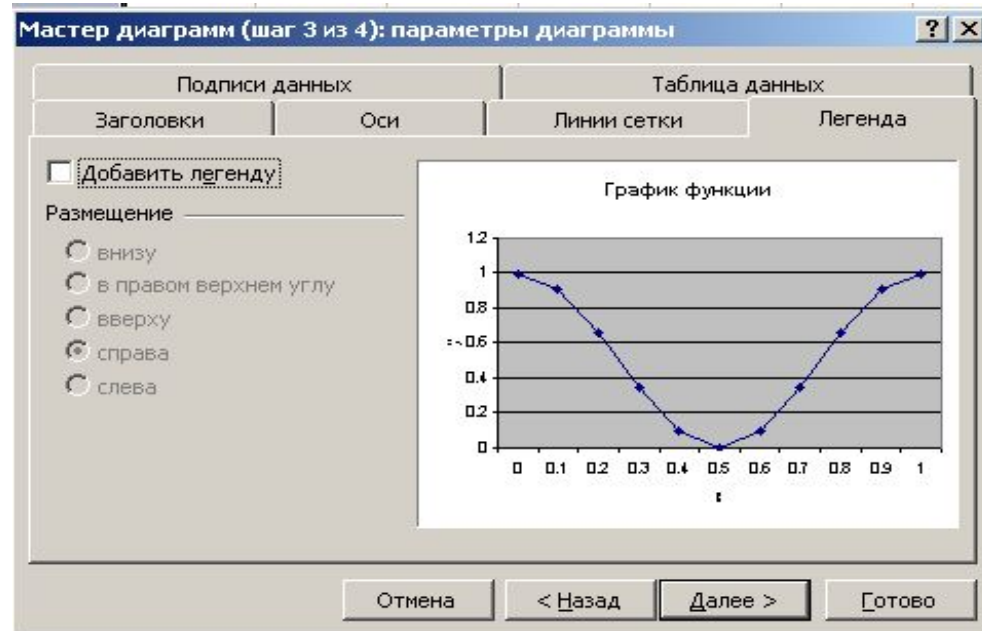 Мастер диаграмм (шаг 3 из 4): параметры диаграммы
Подписи данных
Таблица данных
Заголовки
Оси
Линии сетки
Легенда
Добавить легенду
Размещение
внизу
в правом верхнем углу
вверху
справа
слева
График функции
1.2
1
0.8
0.6
0.4
0.2
0
0 0.1 0.2 0.3 0.4 0.5 0.6 0.7 0.8 0.9 1
Отмена
< Назад
Далее >
Готово